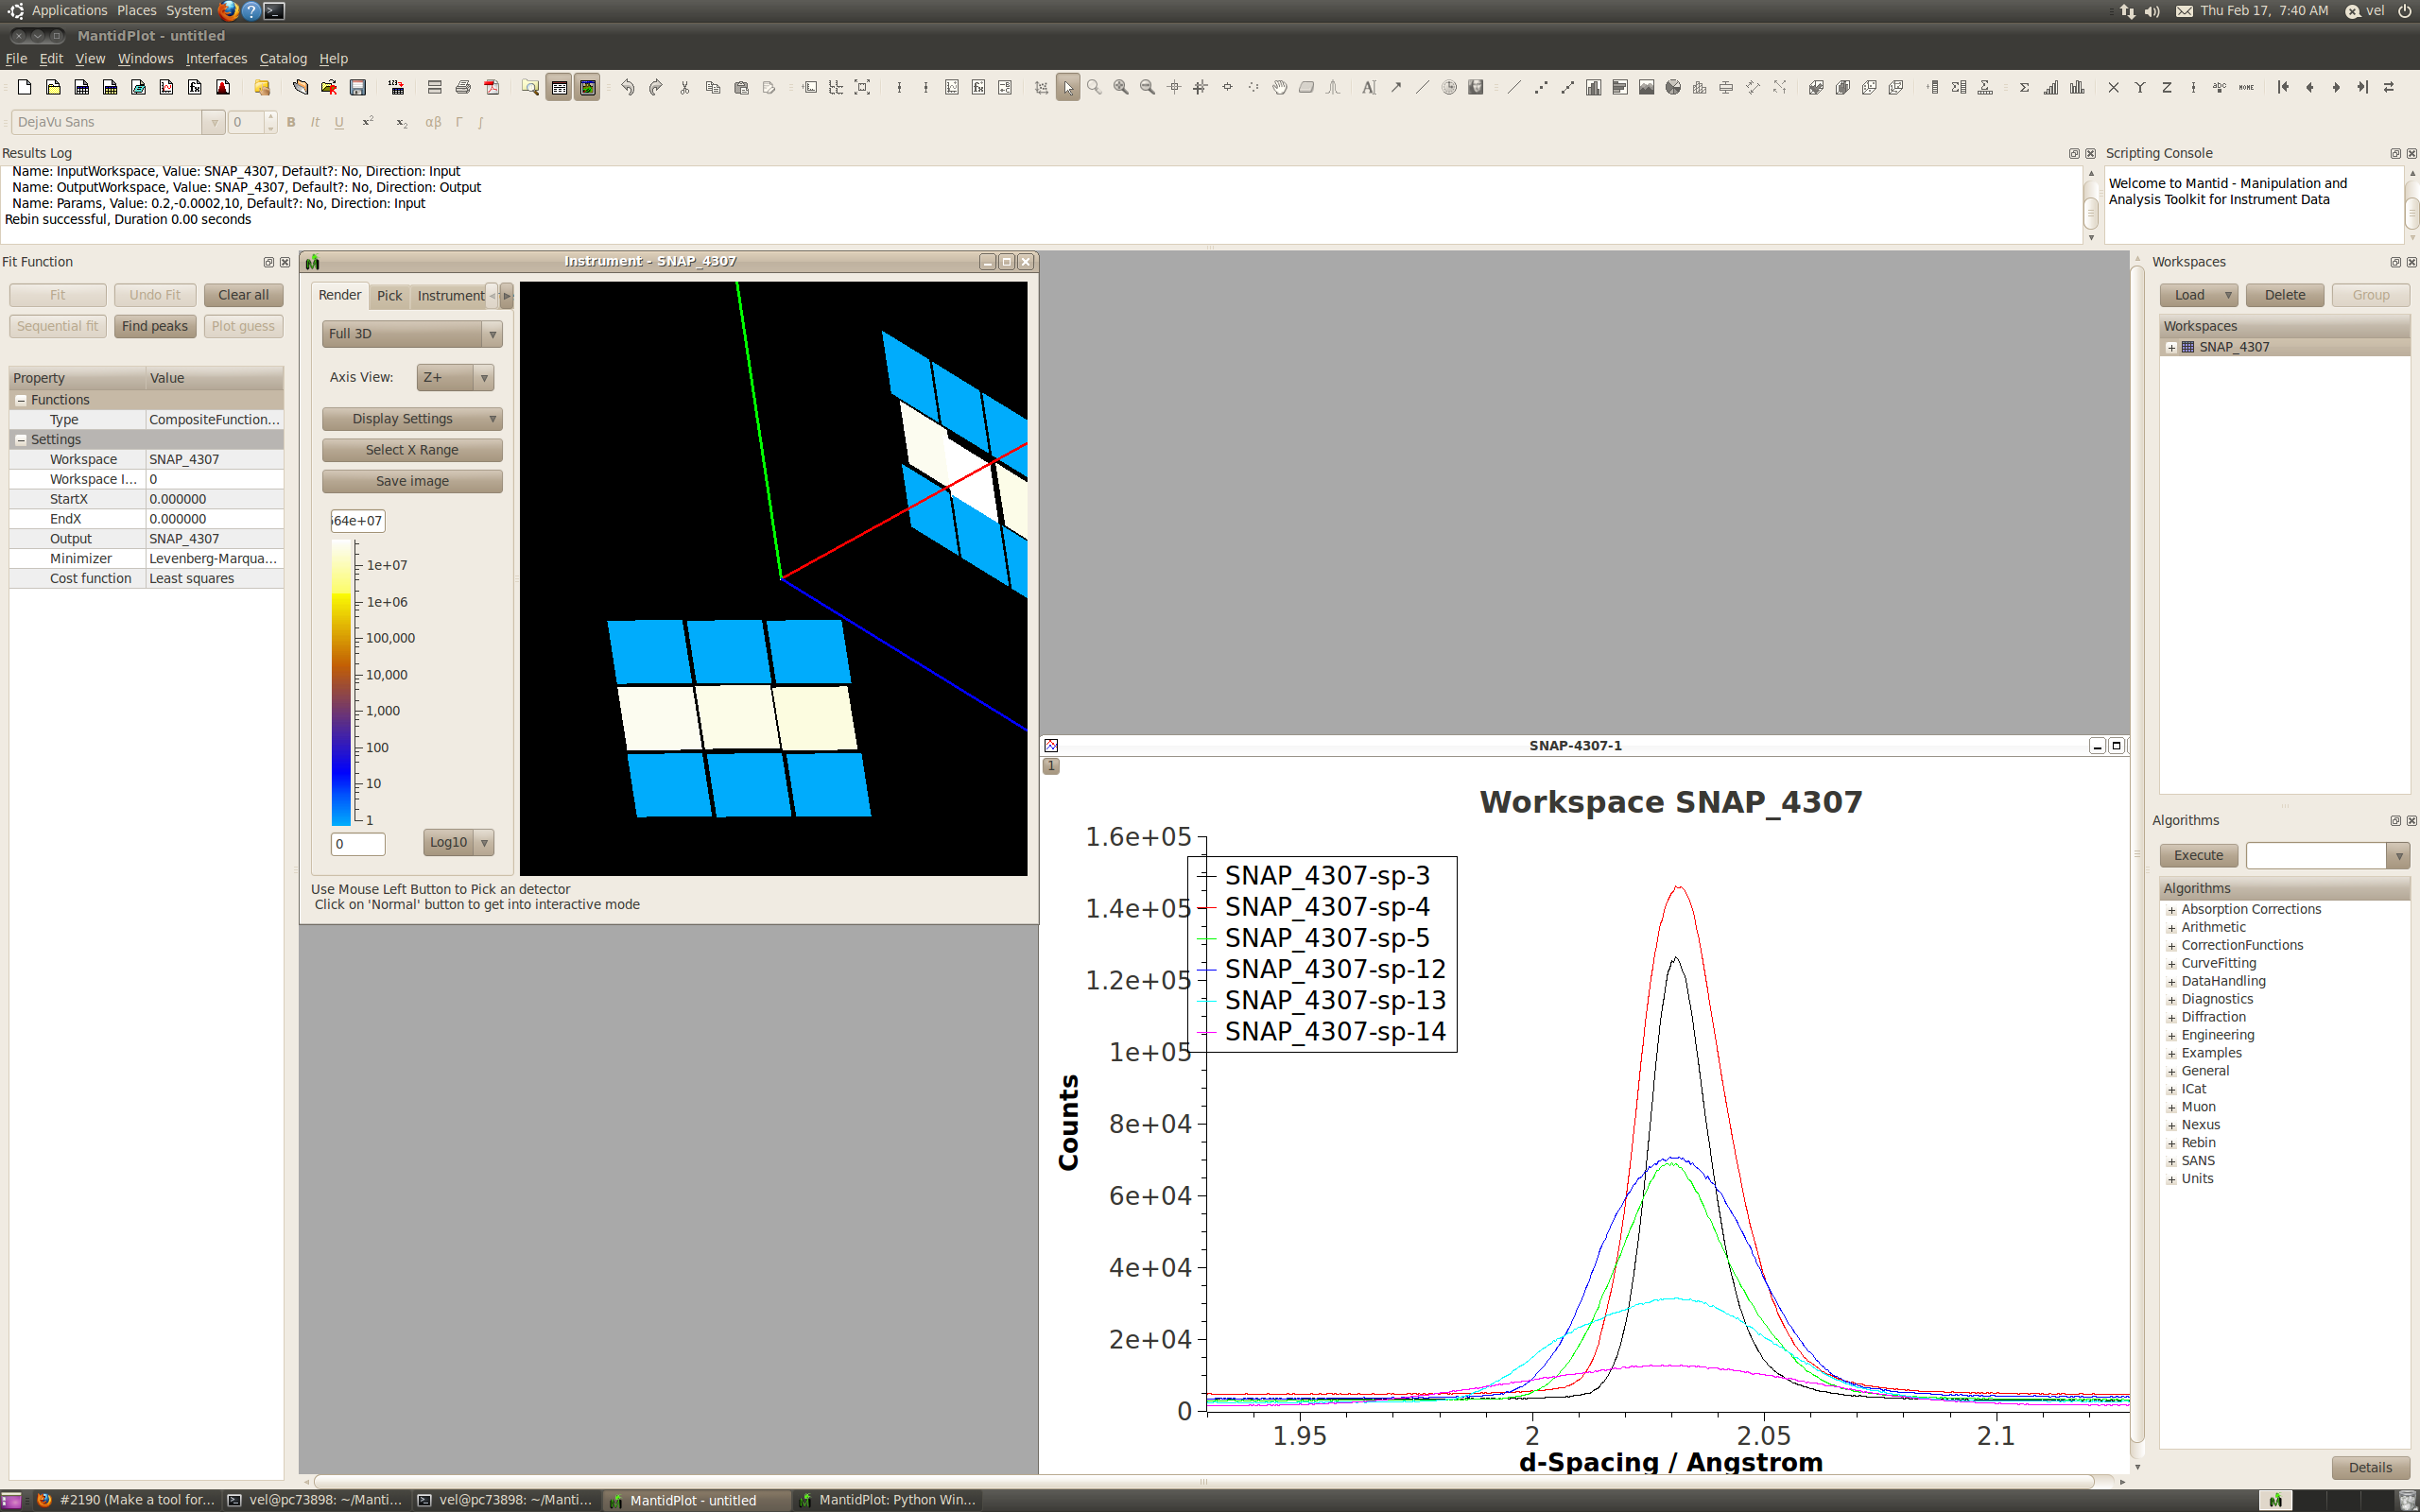 Applications Places System Thu Feb 17, 7:40 AM vel
MantidPlot - untitled
File Edit View Windows Interfaces Catalog Help
DejaVu Sans 0 B It U x² x₂ αβ Γ ∫
Results Log
Name: InputWorkspace, Value: SNAP_4307, Default?: No, Direction: Input
Name: OutputWorkspace, Value: SNAP_4307, Default?: No, Direction: Output
Name: Params, Value: 0.2,-0.0002,10, Default?: No, Direction: Input
Rebin successful, Duration 0.00 seconds
Scripting Console
Welcome to Mantid - Manipulation and
Analysis Toolkit for Instrument Data
Fit Function
Fit Undo Fit Clear all
Sequential fit Find peaks Plot guess
Property Value
Functions
Type CompositeFunction...
Settings
Workspace SNAP_4307
Workspace I... 0
StartX 0.000000
EndX 0.000000
Output SNAP_4307
Minimizer Levenberg-Marqua...
Cost function Least squares
Instrument - SNAP_4307
Render Pick Instrument
Full 3D
Axis View: Z+
Display Settings
Select X Range
Save image
64e+07
1e+07
1e+06
100,000
10,000
1,000
100
10
1
0 Log10
Use Mouse Left Button to Pick an detector
Click on 'Normal' button to get into interactive mode
SNAP-4307-1
1
Workspace SNAP_4307
1.6e+05
1.4e+05
1.2e+05
1e+05
8e+04
6e+04
4e+04
2e+04
0
Counts
SNAP_4307-sp-3
SNAP_4307-sp-4
SNAP_4307-sp-5
SNAP_4307-sp-12
SNAP_4307-sp-13
SNAP_4307-sp-14
1.95 2 2.05 2.1
d-Spacing / Angstrom
Workspaces
Load Delete Group
Workspaces
SNAP_4307
Algorithms
Execute
Algorithms
Absorption Corrections
Arithmetic
CorrectionFunctions
CurveFitting
DataHandling
Diagnostics
Diffraction
Engineering
Examples
General
ICat
Muon
Nexus
Rebin
SANS
Units
Details
#2190 (Make a tool for... vel@pc73898: ~/Manti... vel@pc73898: ~/Manti... MantidPlot - untitled MantidPlot: Python Win...